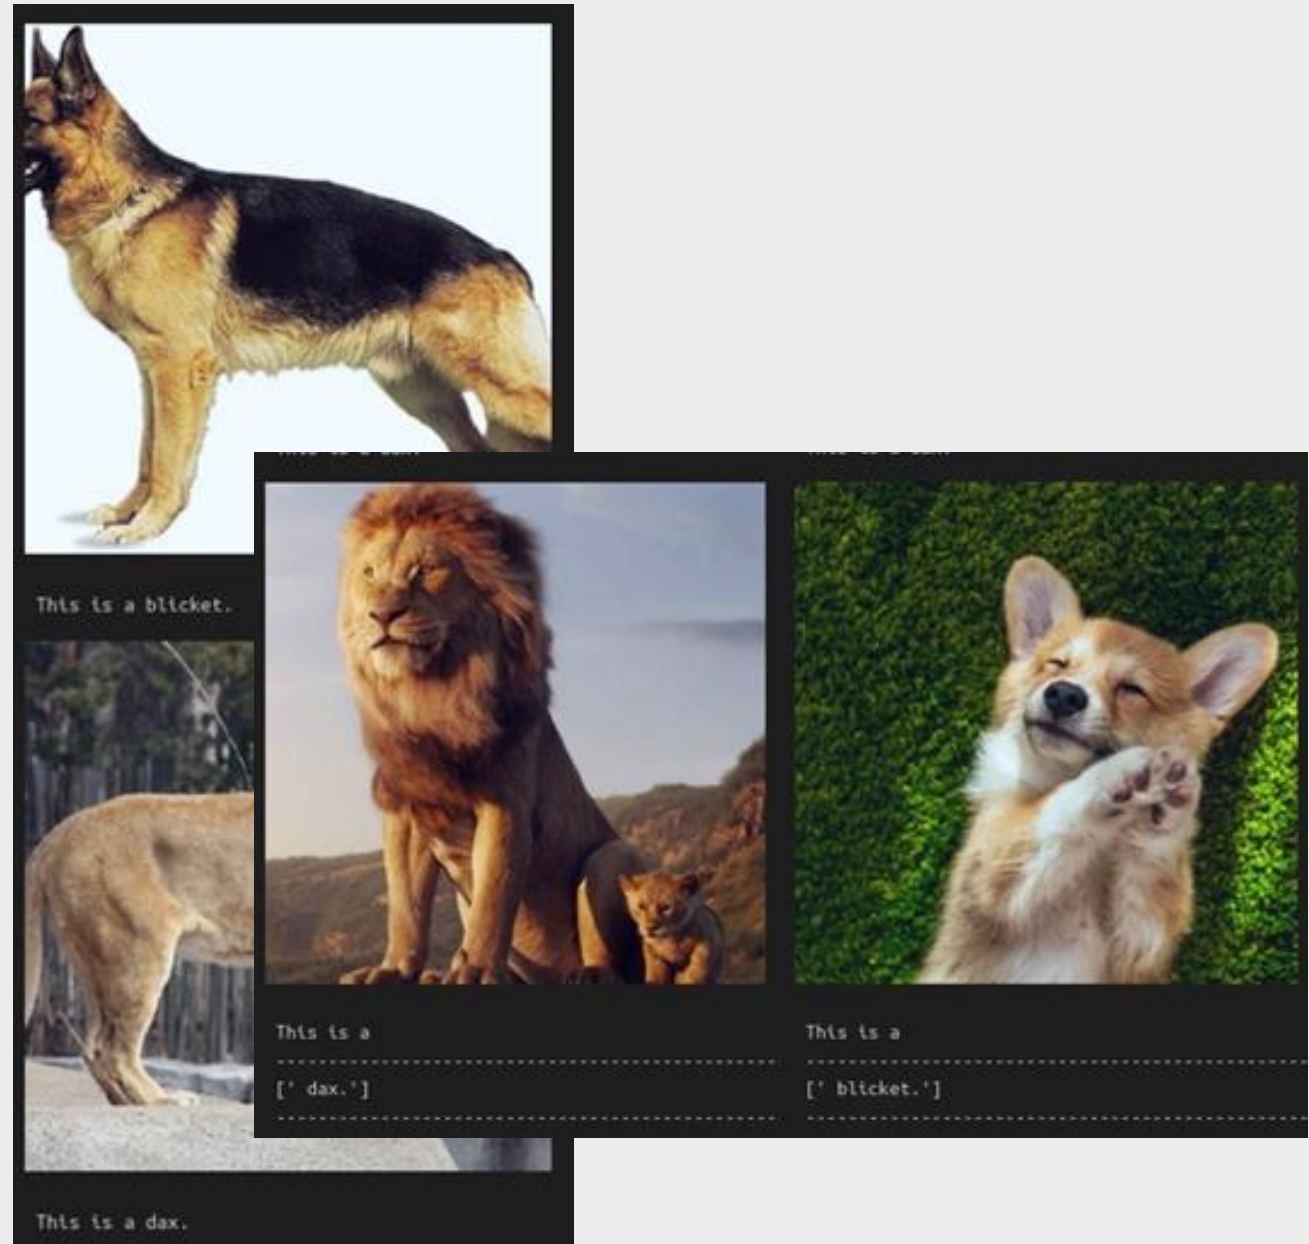 This is a blicket.
This is a dax.
This is a
[' dax.']
This is a
[' blicket.']